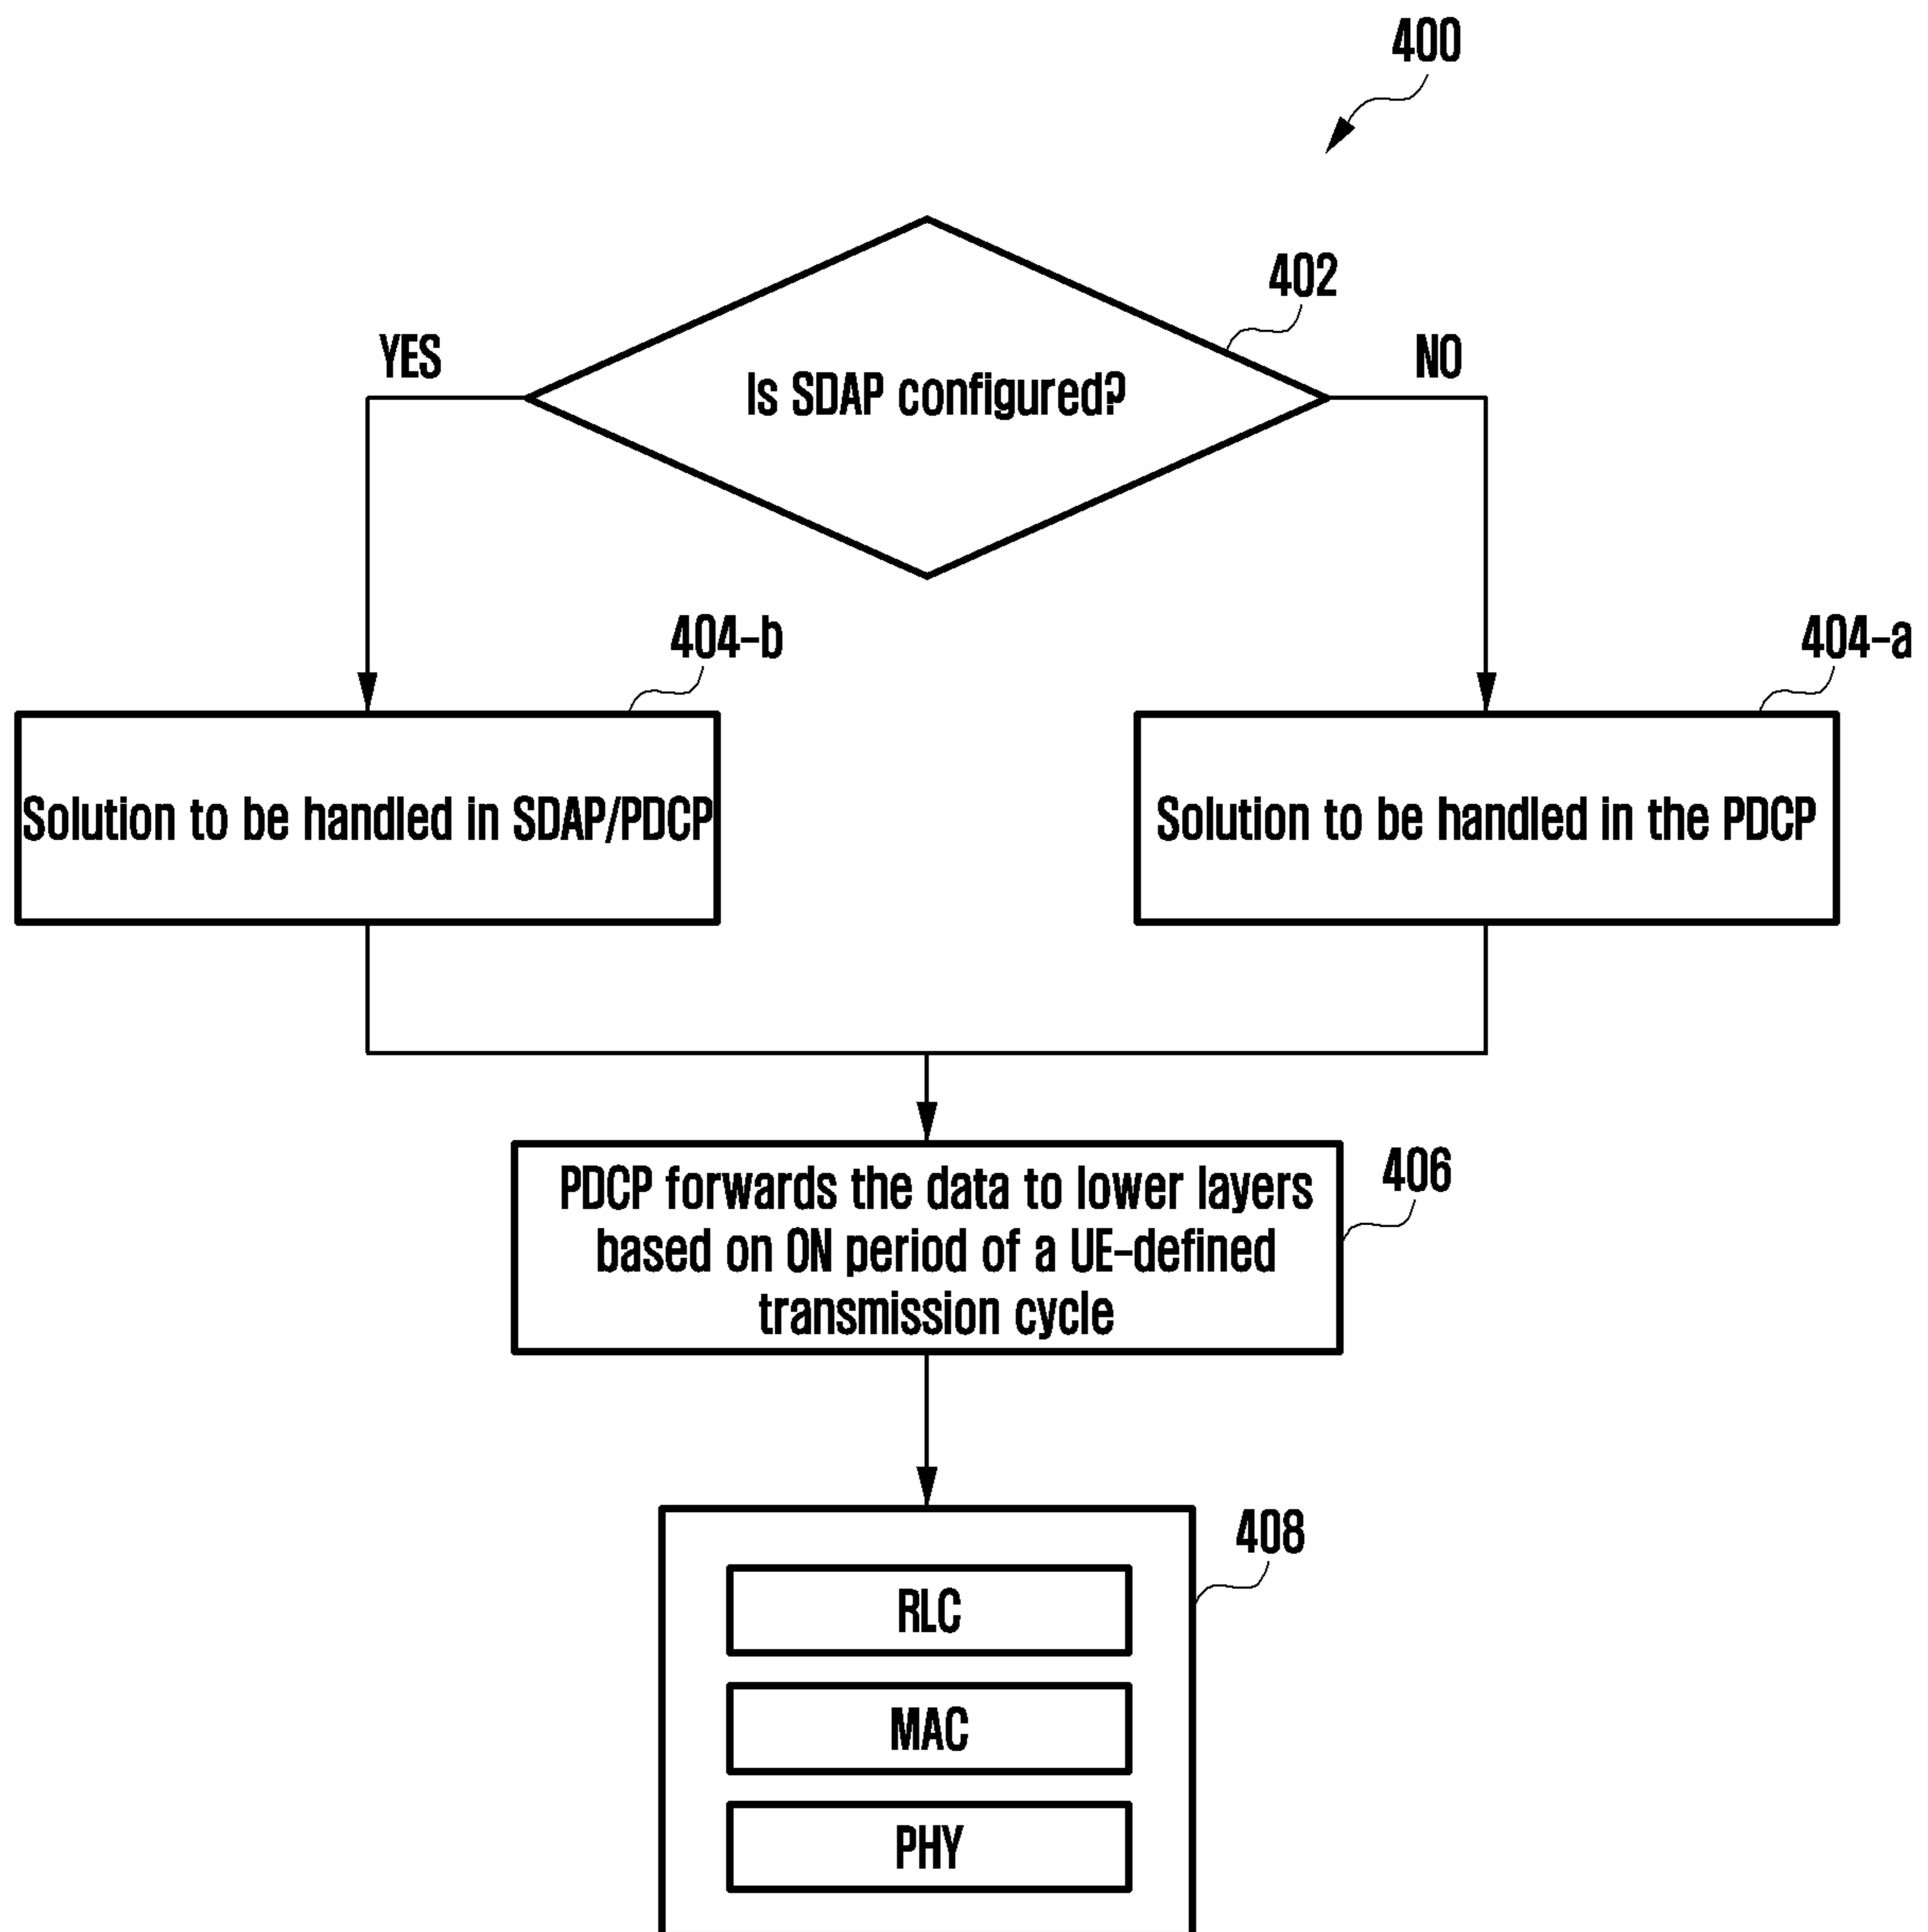 400
402
YES
NO
Is SDAP configured?
404-b
404-a
Solution to be handled in SDAP/PDCP
Solution to be handled in the PDCP
PDCP forwards the data to lower layers
based on ON period of a UE-defined
transmission cycle
406
408
RLC
MAC
PHY